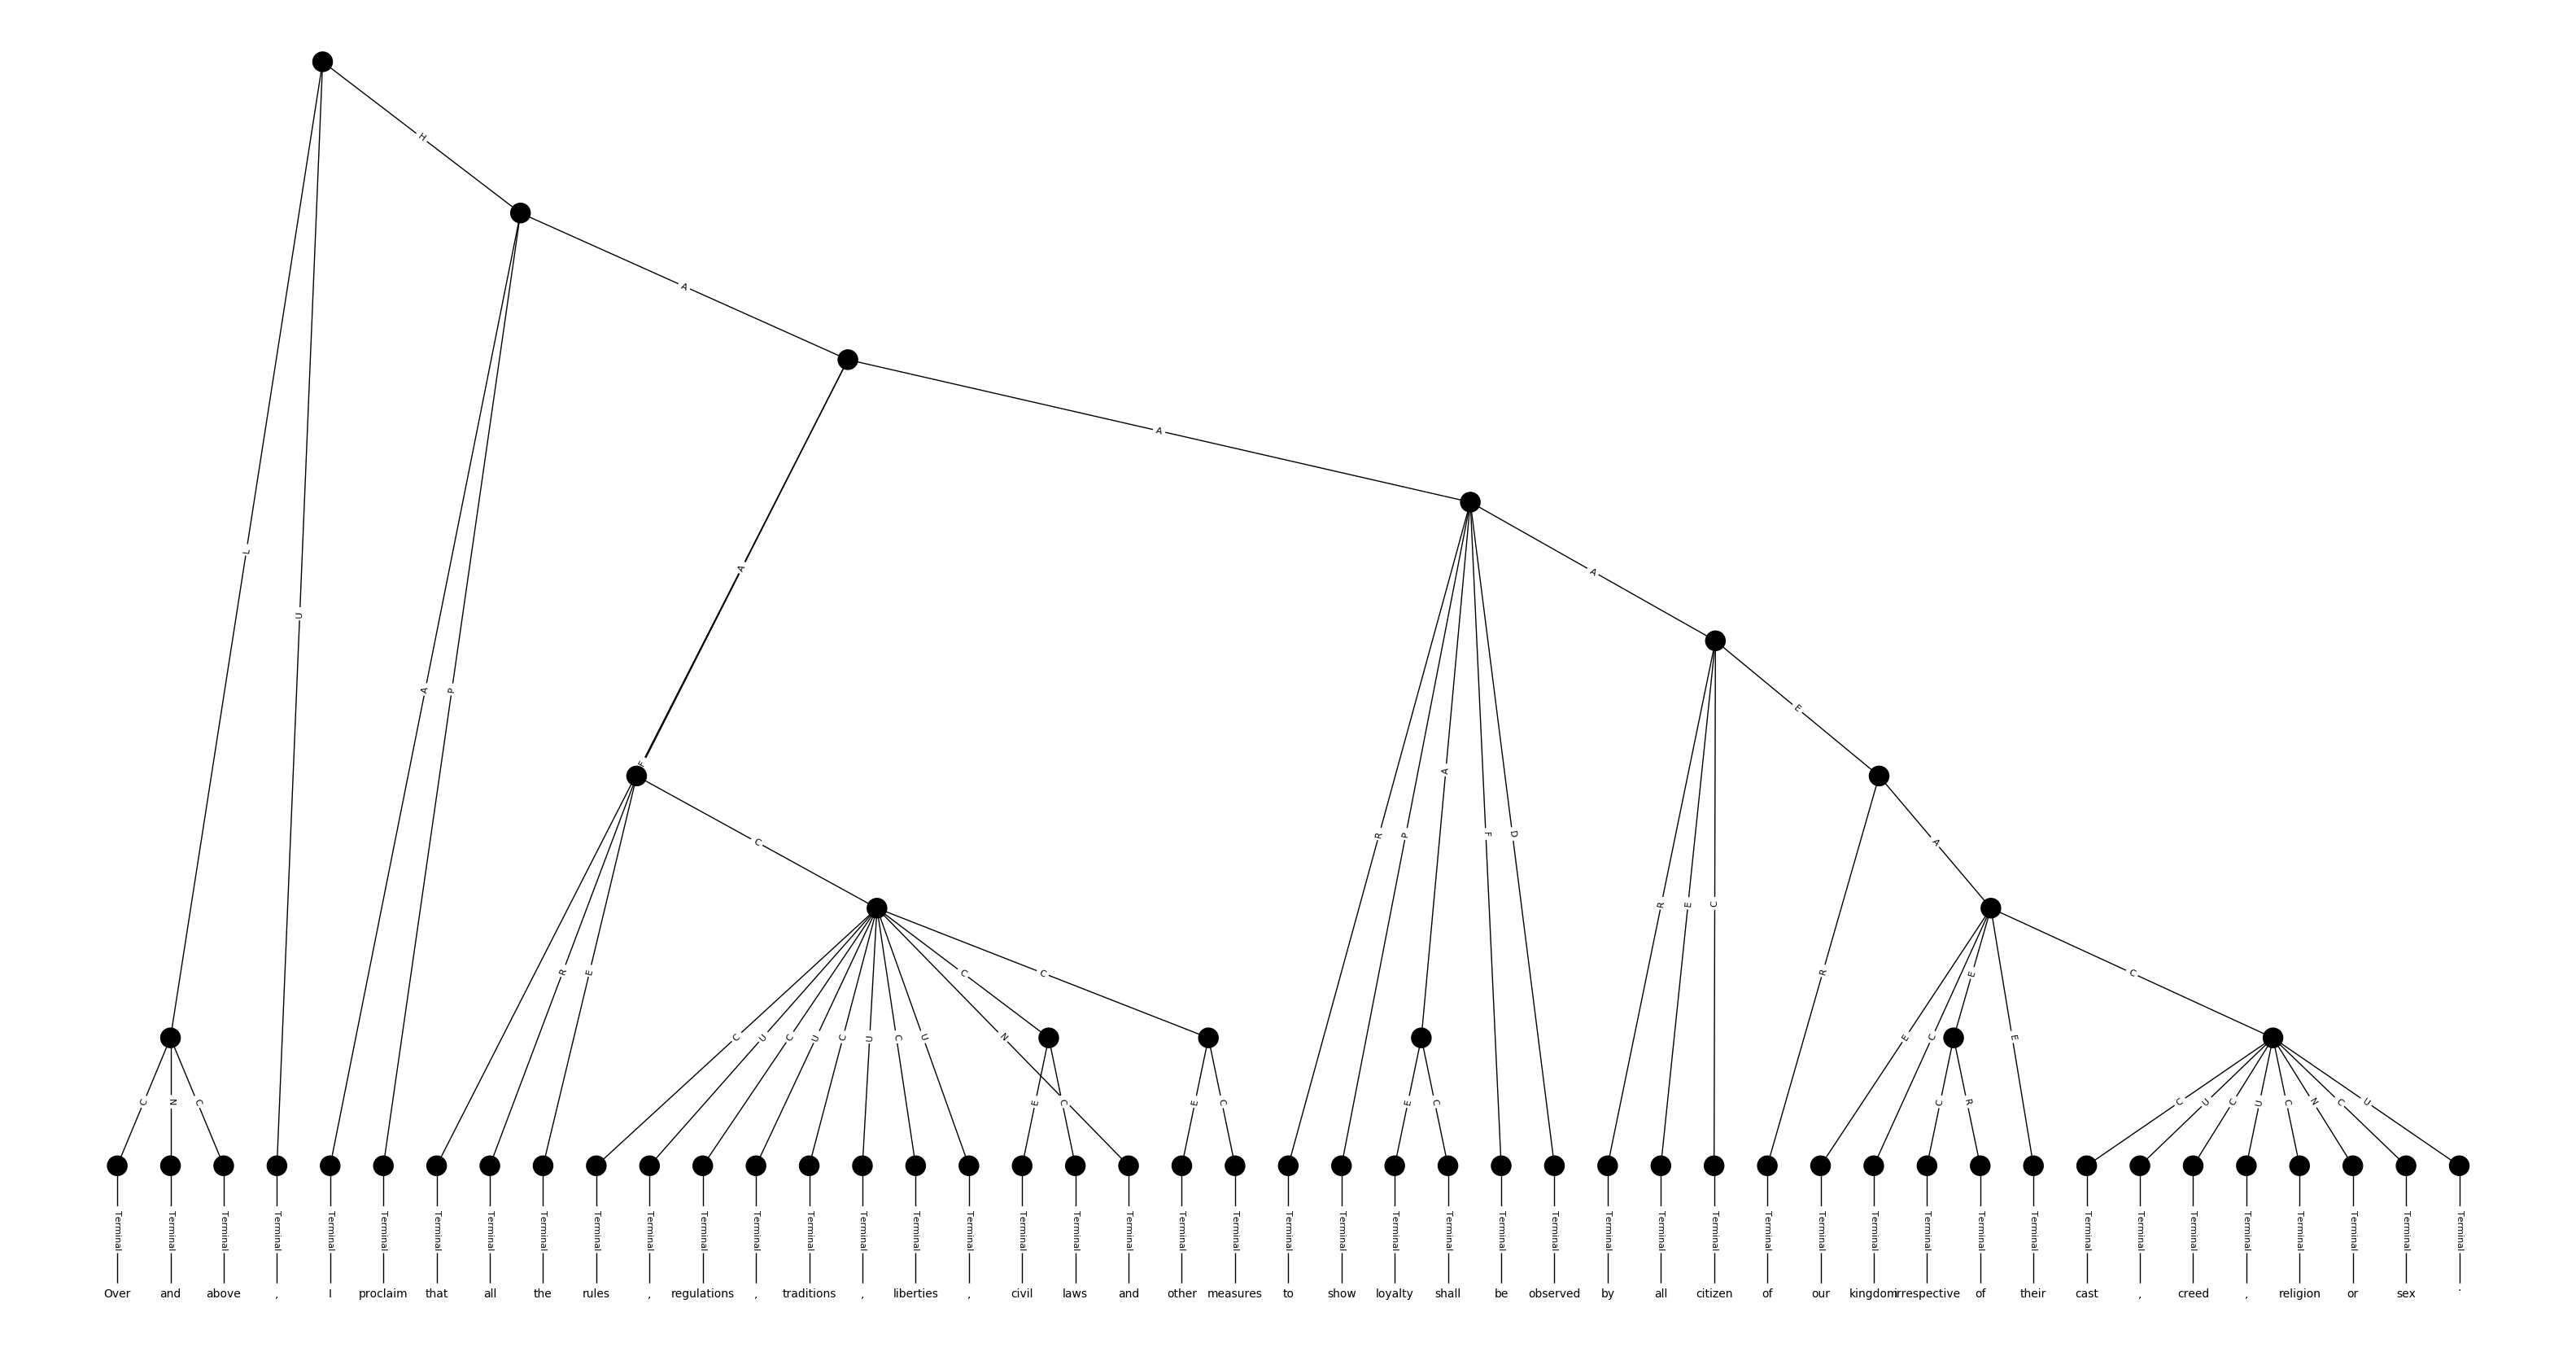 H
A
A
L
A
A
U
E
A
A
P
F
A
R
P
F
D
C
A
R
E
C
R
E
C
C
E
R
C
C
U
C
U
C
U
C
U
N
E
C
E
C
N
C
E
C
E
C
E
C
C
R
C
U
C
U
C
N
C
U
Terminal Terminal Terminal Terminal Terminal Terminal Terminal Terminal Terminal Terminal Terminal Terminal Terminal Terminal Terminal Terminal Terminal Terminal Terminal Terminal Terminal Terminal Terminal Terminal Terminal Terminal Terminal Terminal Terminal Terminal Terminal Terminal Terminal Terminal Terminal Terminal Terminal Terminal Terminal Terminal Terminal Terminal Terminal Terminal Terminal
Over and above , I proclaim that all the rules , regulations , traditions , liberties , civil laws and other measures to show loyalty shall be observed by all citizen of our kingdom irrespective of their cast , creed , religion or sex .